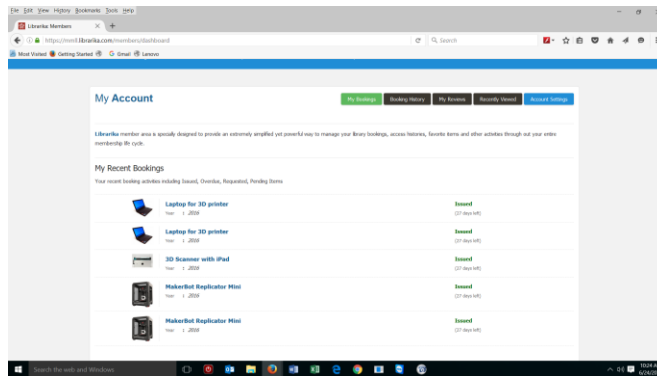 File Edit View History Bookmarks Tools Help
Librarika: Members × +
https://mmll.librarika.com/members/dashboard
Search
Most Visited Getting Started Gmail Lenovo
My Account
My Bookings Booking History My Reviews Recently Viewed Account Settings
Librarika member area is specially designed to provide an extremely simplified yet powerful way to manage your library bookings, access histories, favorite items and other activities through out your entire
membership life cycle.
My Recent Bookings
Your recent booking activities including Issued, Overdue, Requested, Pending Items
Laptop for 3D printer Issued
Year : 2016 (27 days left)
Laptop for 3D printer Issued
Year : 2016 (27 days left)
3D Scanner with iPad Issued
Year : 2016 (27 days left)
MakerBot Replicator Mini Issued
Year : 2016 (27 days left)
MakerBot Replicator Mini Issued
Year : 2016 (27 days left)
Search the web and Windows
10:24 A